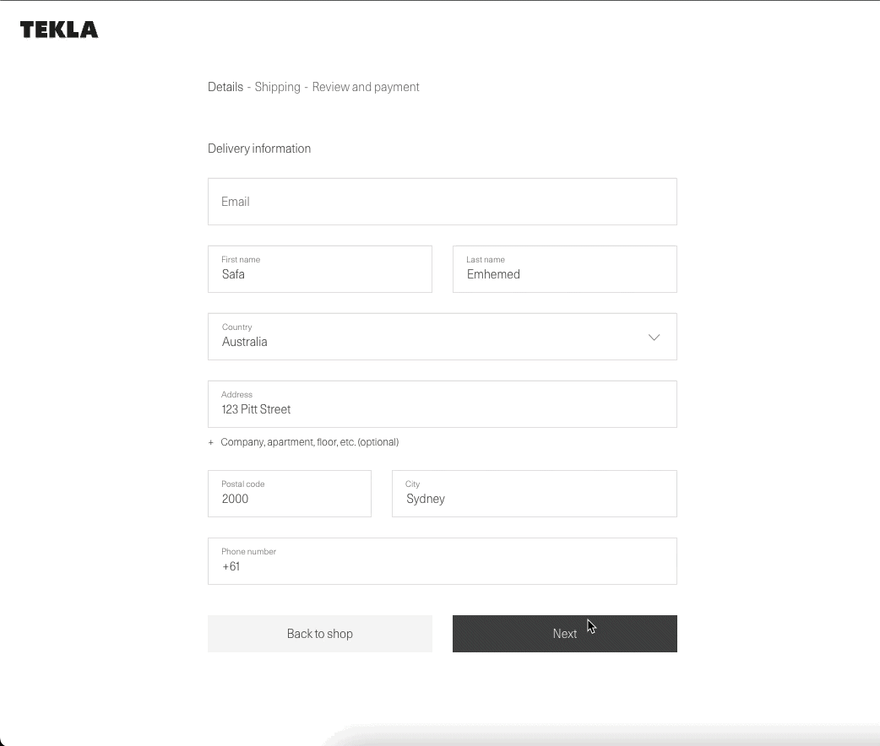 TEKLA
Details - Shipping - Review and payment
Delivery information
Email
First name
Safa
Last name
Emhemed
Country
Australia
Address
123 Pitt Street
+ Company, apartment, floor, etc. (optional)
Postal code
2000
City
Sydney
Phone number
+61
Back to shop
Next